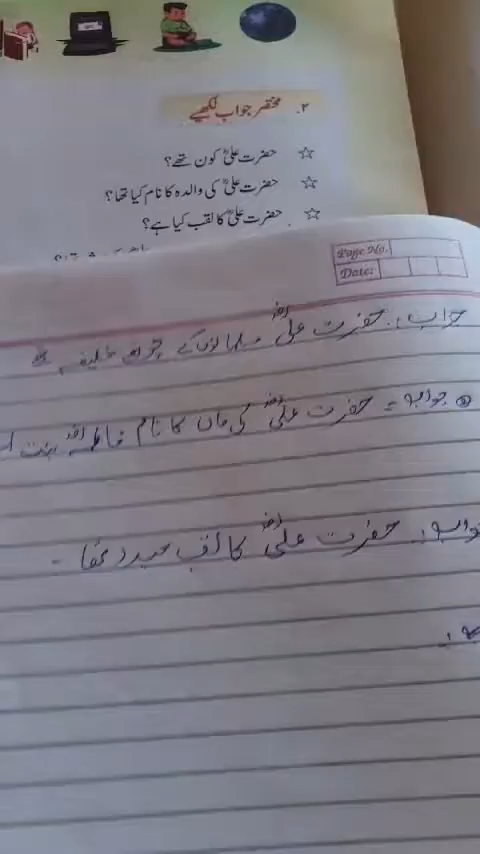 ۲. مختصر جواب لکھیے
☆ حضرت علیؓ کون تھے؟
☆ حضرت علیؓ کی والدہ کا نام کیا تھا؟
☆ حضرت علیؓ کا لقب کیا ہے؟
Page No.
Date:
جواب: حضرت علیؓ مسلمانوں کے چوتھے خلیفہ تھے
جواب = حضرت علیؓ کی ماں کا نام فاطمہؓ بنت
حضرت علیؓ کا لقب حیدر تھا -